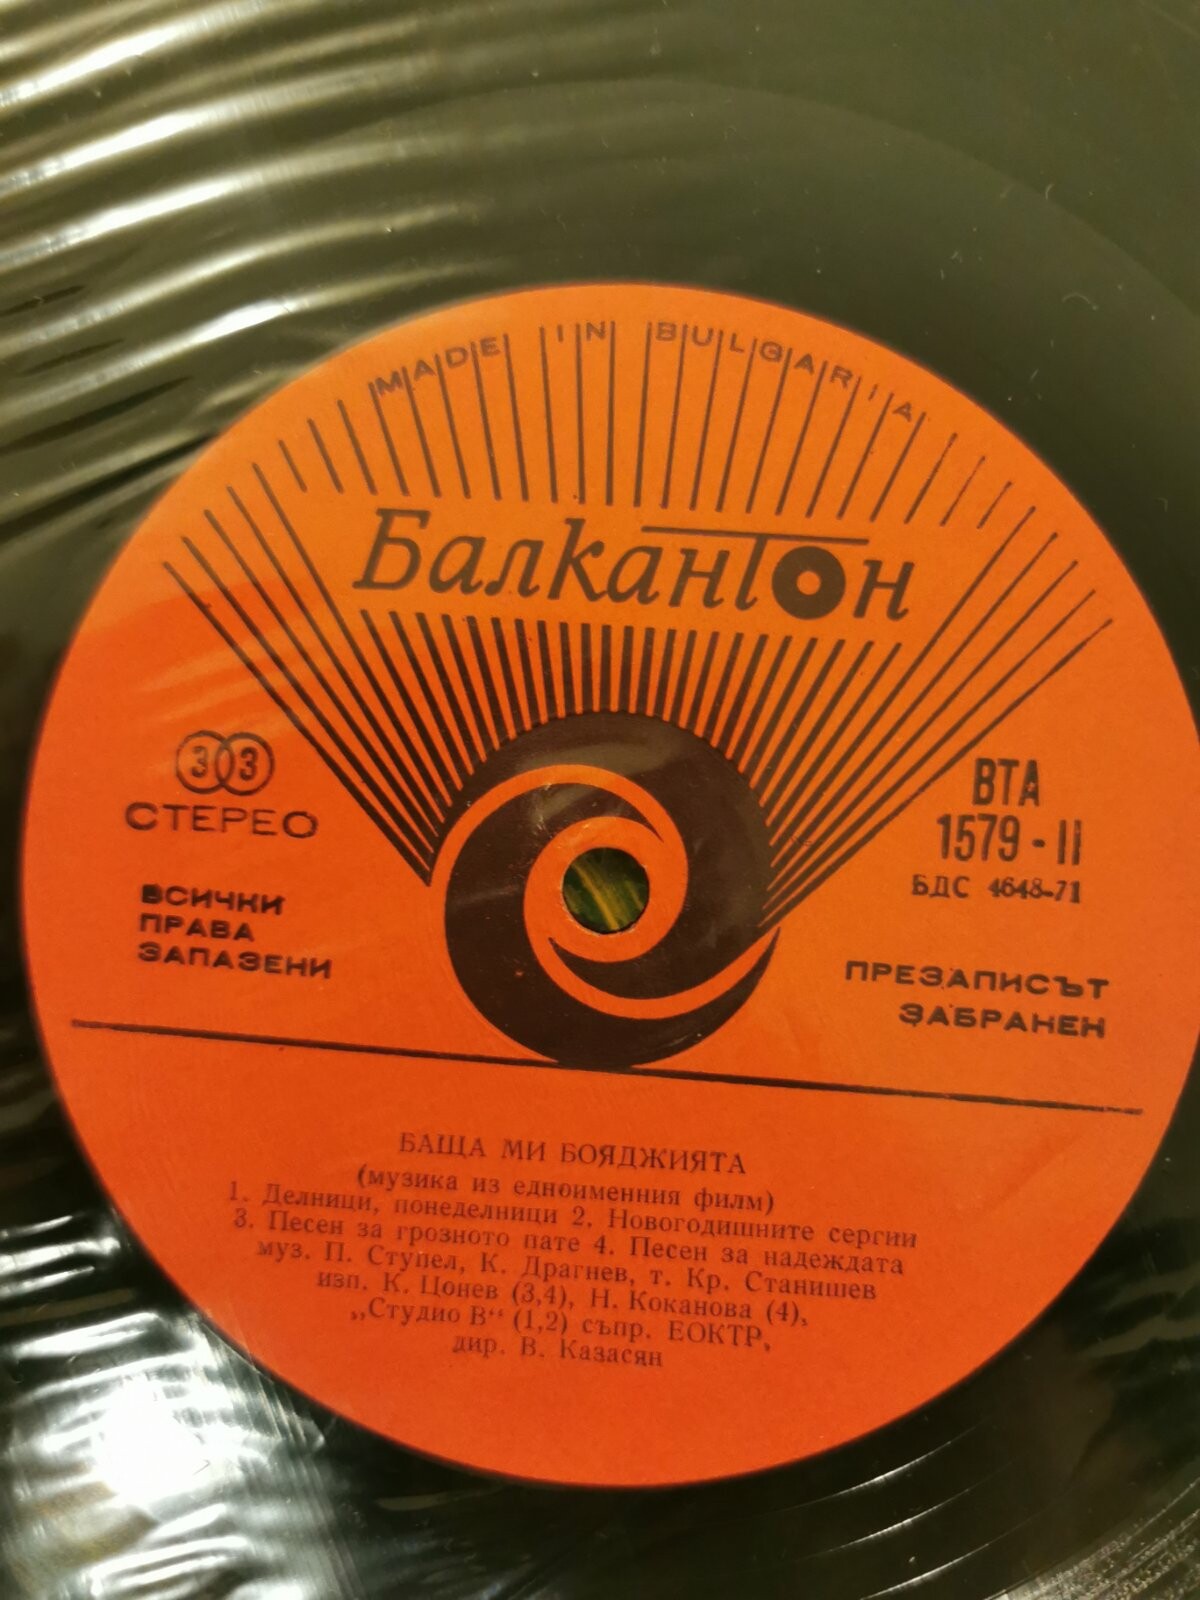 MADE IN BULGARIA
Балкантон
33
СТЕРЕО
ВСИЧКИ
ПРАВА
ЗАПАЗЕНИ
ВТА
1579-II
БДС 4648-71
ПРЕЗАПИСЪТ
ЗАБРАНЕН
БАЩА МИ БОЯДЖИЯТА
(музика из едноименния филм)
1. Делници, понеделници 2. Новогодишните сергии
3. Песен за грозното пате 4. Песен за надеждата
муз. П. Ступел, К. Драгнев, т. Кр. Станишев
изп. К. Цонев (3,4), Н. Коканова (4),
„Студио В“ (1,2) съпр. ЕОКТР,
дир. В. Казасян